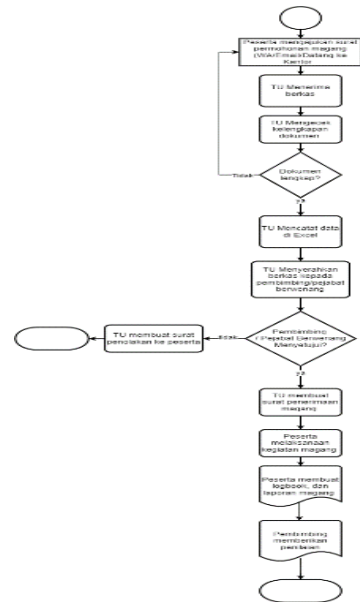 Peserta mengajukan surat
permohonan magang
(WA/Email/Datang) ke
Kantor
TU Menerima
berkas
TU Mengecek
kelengkapan
dokumen
Dokumen
lengkap?
Tidak
ya
TU Mencatat data
di Excel
TU Menyerahkan
berkas kepada
pembimbing/pejabat
berwenang
Pembimbing
/ Pejabat Berwenang
Menyetujui?
tidak
TU membuat surat
penolakan ke peserta
ya
TU membuat
surat penerimaan
magang
Peserta
melaksanaan
kegiatan magang
Peserta membuat
logbook, dan
laporan magang
Pembimbing
memberikan
penilaian